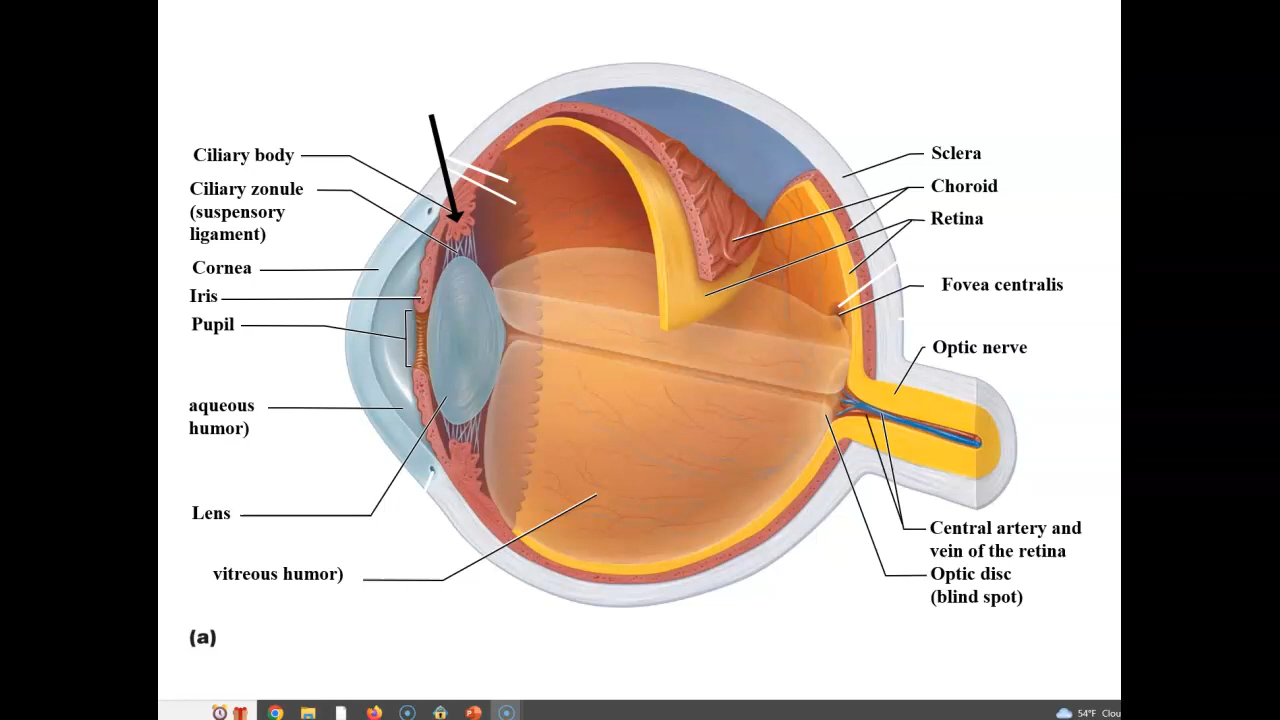 Ciliary body
Ciliary zonule
(suspensory
ligament)
Cornea
Iris
Pupil
aqueous
humor)
Lens
vitreous humor)
(a)
Sclera
Choroid
Retina
Fovea centralis
Optic nerve
Central artery and
vein of the retina
Optic disc
(blind spot)
54°F Clou